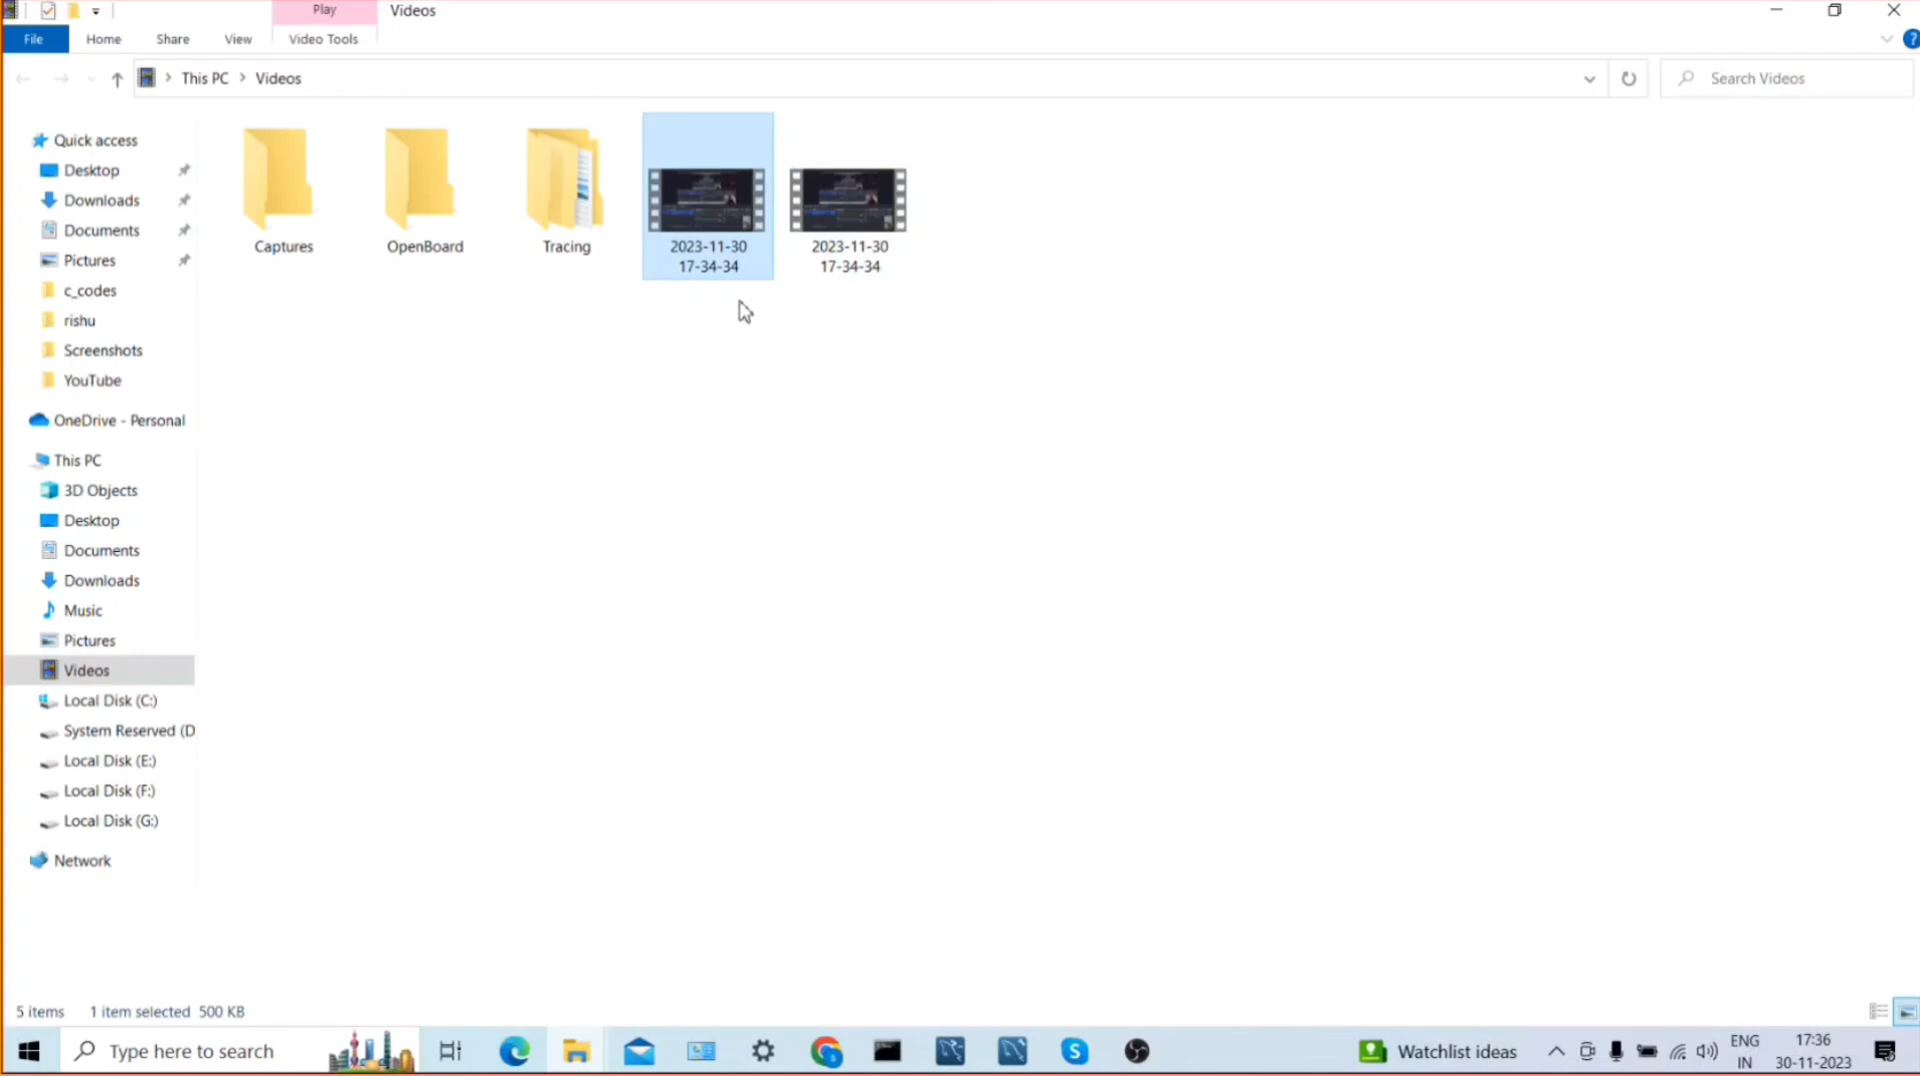 Play
Videos
File
Home
Share
View
Video Tools
?
This PC
Videos
Search Videos
Quick access
Desktop
Downloads
Documents
Pictures
c_codes
rishu
Screenshots
YouTube
OneDrive - Personal
This PC
3D Objects
Desktop
Documents
Downloads
Music
Pictures
Videos
Local Disk (C:)
System Reserved (D
Local Disk (E:)
Local Disk (F:)
Local Disk (G:)
Network
Captures
OpenBoard
Tracing
2023-11-30
17-34-34
2023-11-30
17-34-34
5 items 1 item selected 500 KB
Type here to search
Watchlist ideas
ENG
IN
17:36
30-11-2023